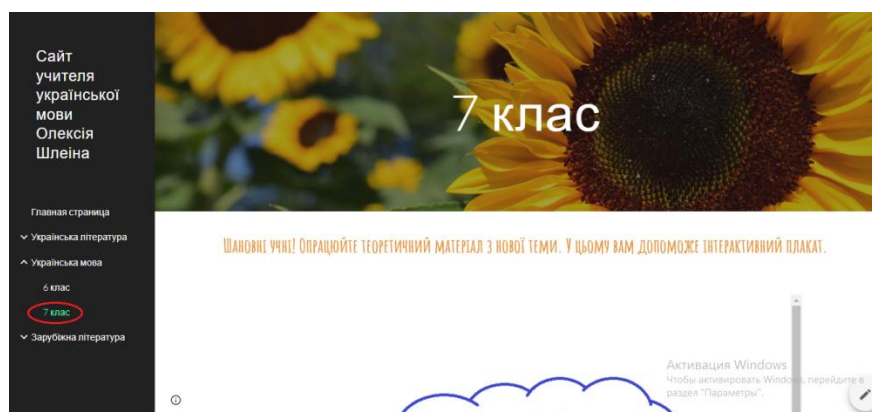 Сайт
учителя
української
мови
Олексія
Шлеіна
Главная страница
Українська література
Українська мова
6 клас
7 клас
Зарубіжна література
7 клас
Шановні учні! Опрацюйте теоретичний матеріал з нової теми. У цьому вам допоможе інтерактивний плакат.
Активация Windows
Чтобы активировать Windows, перейдите в
раздел "Параметры".